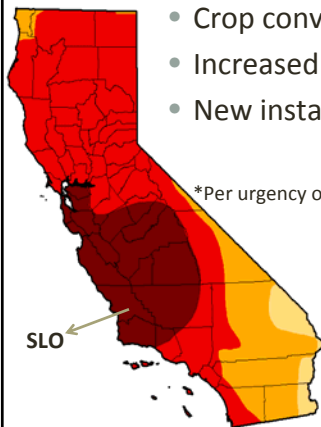 • Crop conv
• Increased
• New insta
*Per urgency o
SLO